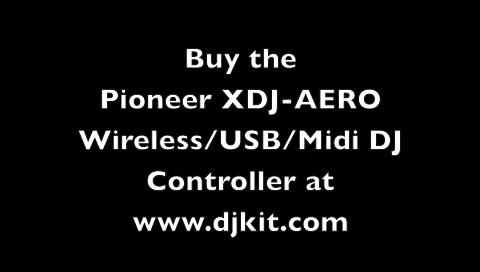 Buy the
Pioneer XDJ-AERO
Wireless/USB/Midi DJ
Controller at
www.djkit.com